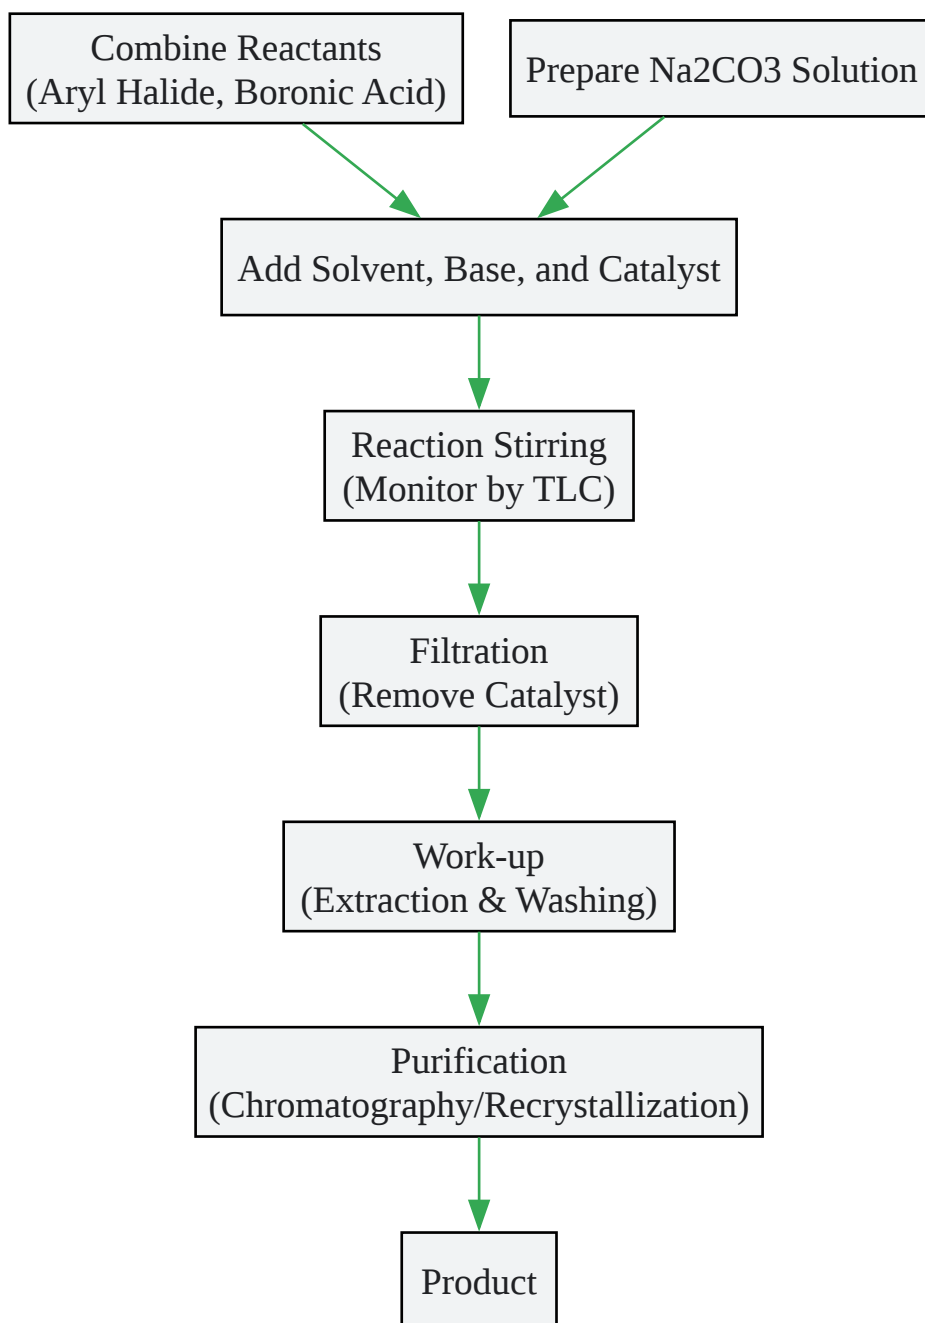 Combine Reactants
(Aryl Halide, Boronic Acid)
Prepare Na2CO3 Solution
Add Solvent, Base, and Catalyst
Reaction Stirring
(Monitor by TLC)
Filtration
(Remove Catalyst)
Work-up
(Extraction & Washing)
Purification
(Chromatography/Recrystallization)
Product